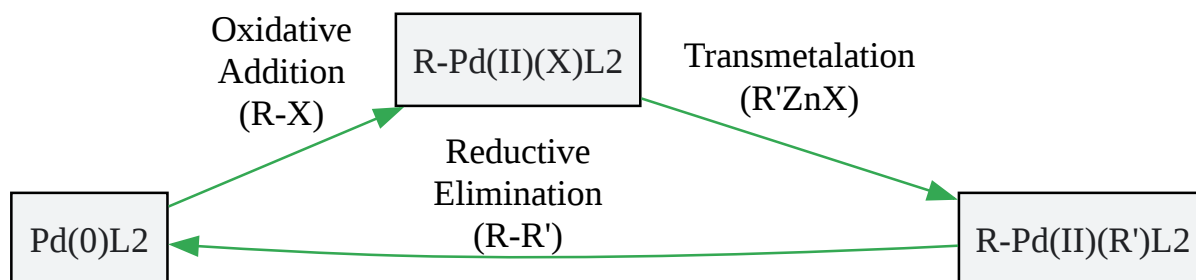 Oxidative
Addition
(R-X)
R-Pd(II)(X)L2
Transmetalation
(R'ZnX)
Reductive
Elimination
(R-R')
Pd(0)L2
R-Pd(II)(R')L2